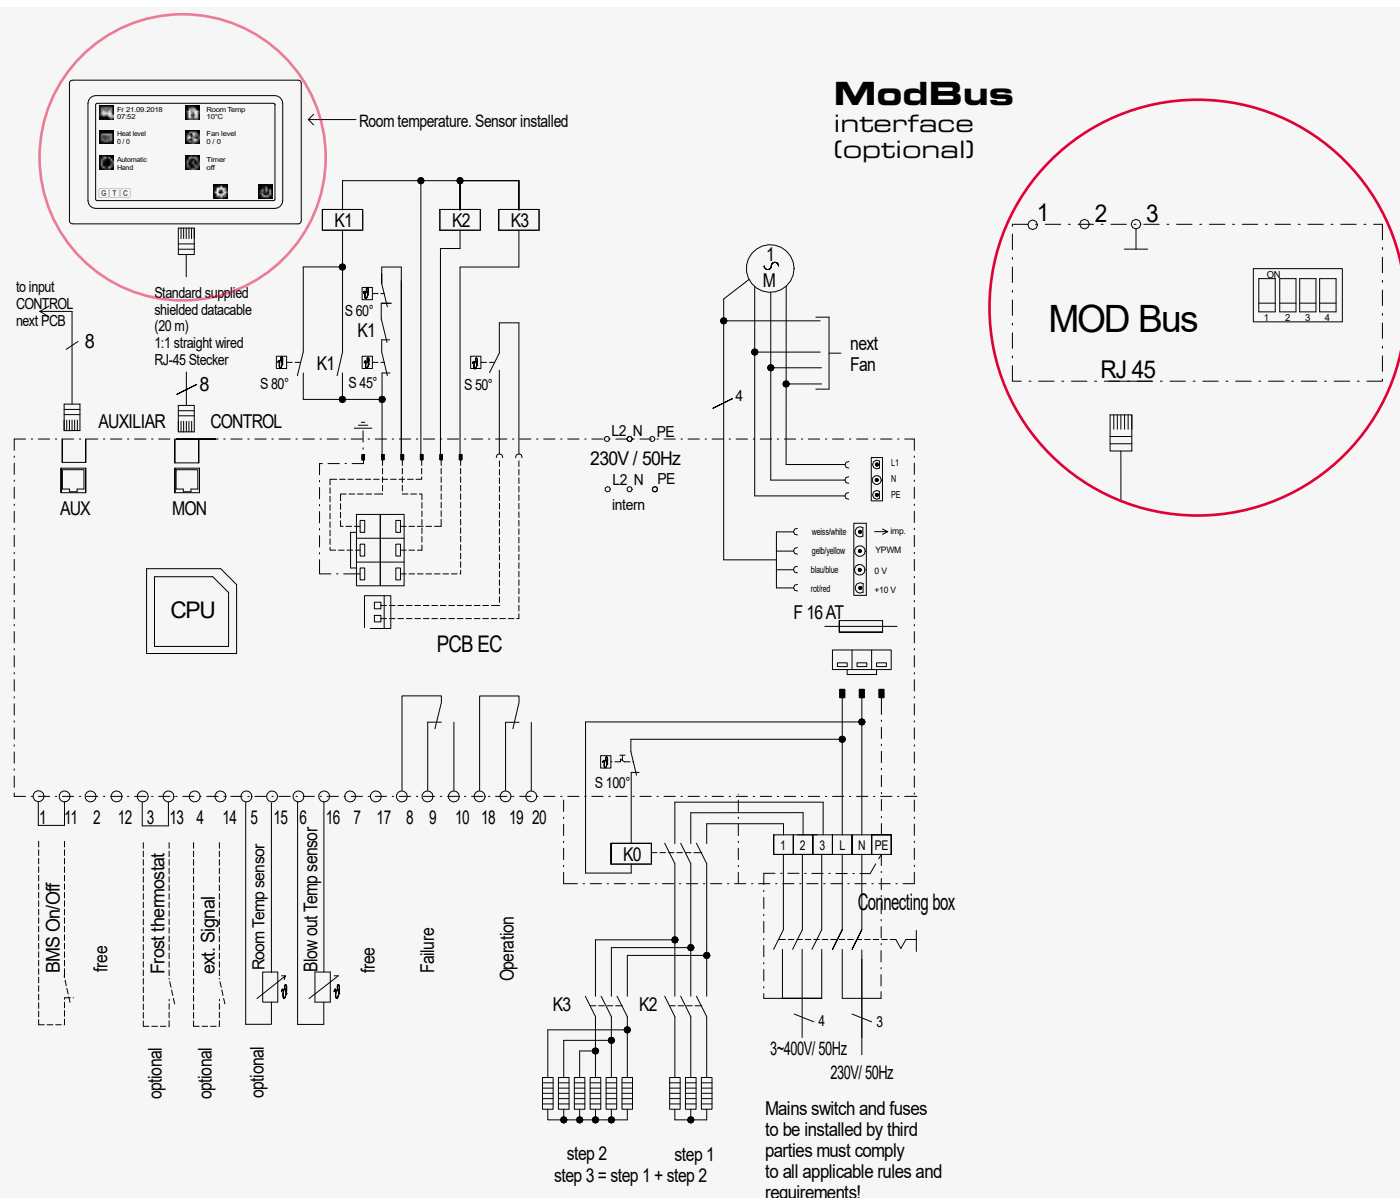 Fr 21.09.2018
07:52
Room Temp
10°C
Heat level
0 / 0
Fan level
0 / 0
Automatic
Hand
Timer
off
G T C
Room temperature. Sensor installed
ModBus
interface
(optional)
1 2 3
ON
1 2 3 4
MOD Bus
RJ 45
to input
CONTROL
next PCB
8
Standard supplied
shielded datacable
(20 m)
1:1 straight wired
RJ-45 Stecker
8
K1
K2
K3
S 60°
K1
S 80°
K1
S 45°
S 50°
1
M
next
Fan
4
AUXILIAR
CONTROL
AUX
MON
L2 N PE
230V / 50Hz
L2 N PE
intern
L1
N
PE
weiss/white
imp.
gelb/yellow
YPWM
blau/blue
0 V
rot/red
+10 V
F 16 AT
CPU
PCB EC
S 100°
1 11 2 12 3 13 4 14 5 15 6 16 7 17 8 9 10 18 19 20
K0
1 2 3 L N PE
Connecting box
BMS On/Off
free
Frost thermostat
ext. Signal
Room Temp sensor
Blow out Temp sensor
free
Failure
Operation
optional
optional
optional
K3
K2
4
3
3~400V/ 50Hz
230V/ 50Hz
step 2
step 1
step 3 = step 1 + step 2
Mains switch and fuses
to be installed by third
parties must comply
to all applicable rules and
requirements!